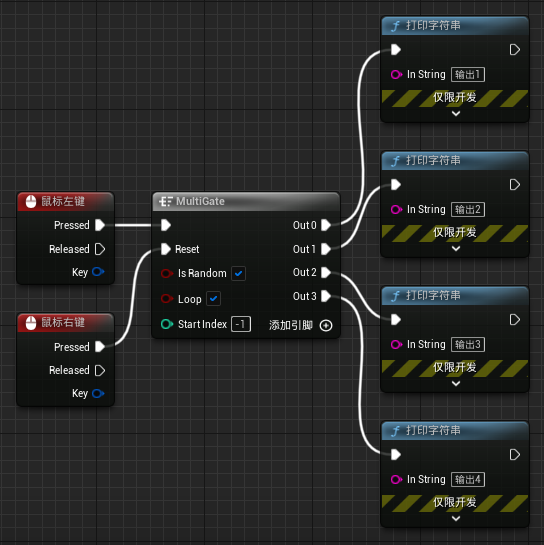 鼠标左键
Pressed
Released
Key
鼠标右键
Pressed
Released
Key
MultiGate
Out 0
Reset
Out 1
Is Random
Out 2
Loop
Out 3
Start Index -1
添加引脚
打印字符串
In String 输出1
仅限开发
打印字符串
In String 输出2
仅限开发
打印字符串
In String 输出3
仅限开发
打印字符串
In String 输出4
仅限开发